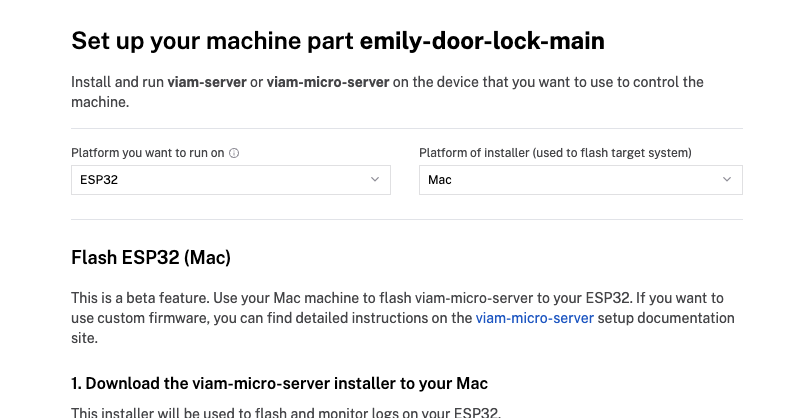 Set up your machine part emily-door-lock-main
Install and run viam-server or viam-micro-server on the device that you want to use to control the
machine.
Platform you want to run on
Platform of installer (used to flash target system)
ESP32
Mac
Flash ESP32 (Mac)
This is a beta feature. Use your Mac machine to flash viam-micro-server to your ESP32. If you want to
use custom firmware, you can find detailed instructions on the viam-micro-server setup documentation
site.
1. Download the viam-micro-server installer to your Mac
This installer will be used to flash and monitor logs on your ESP32.